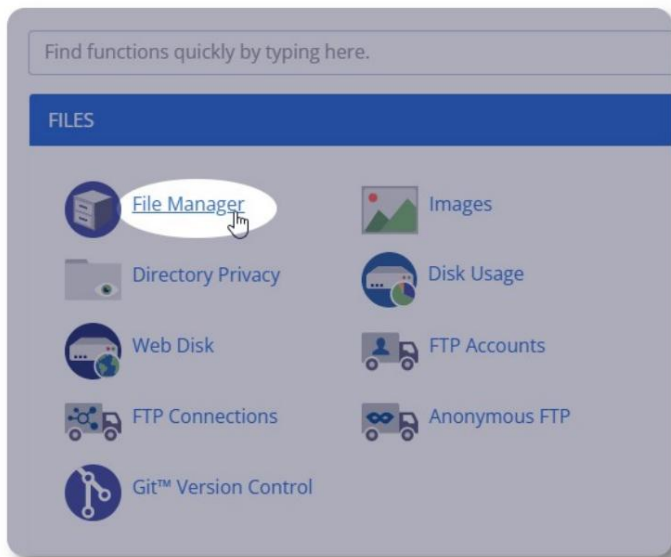 Find functions quickly by typing here.
FILES
File Manager
Images
Directory Privacy
Disk Usage
Web Disk
FTP Accounts
FTP Connections
Anonymous FTP
Git™ Version Control